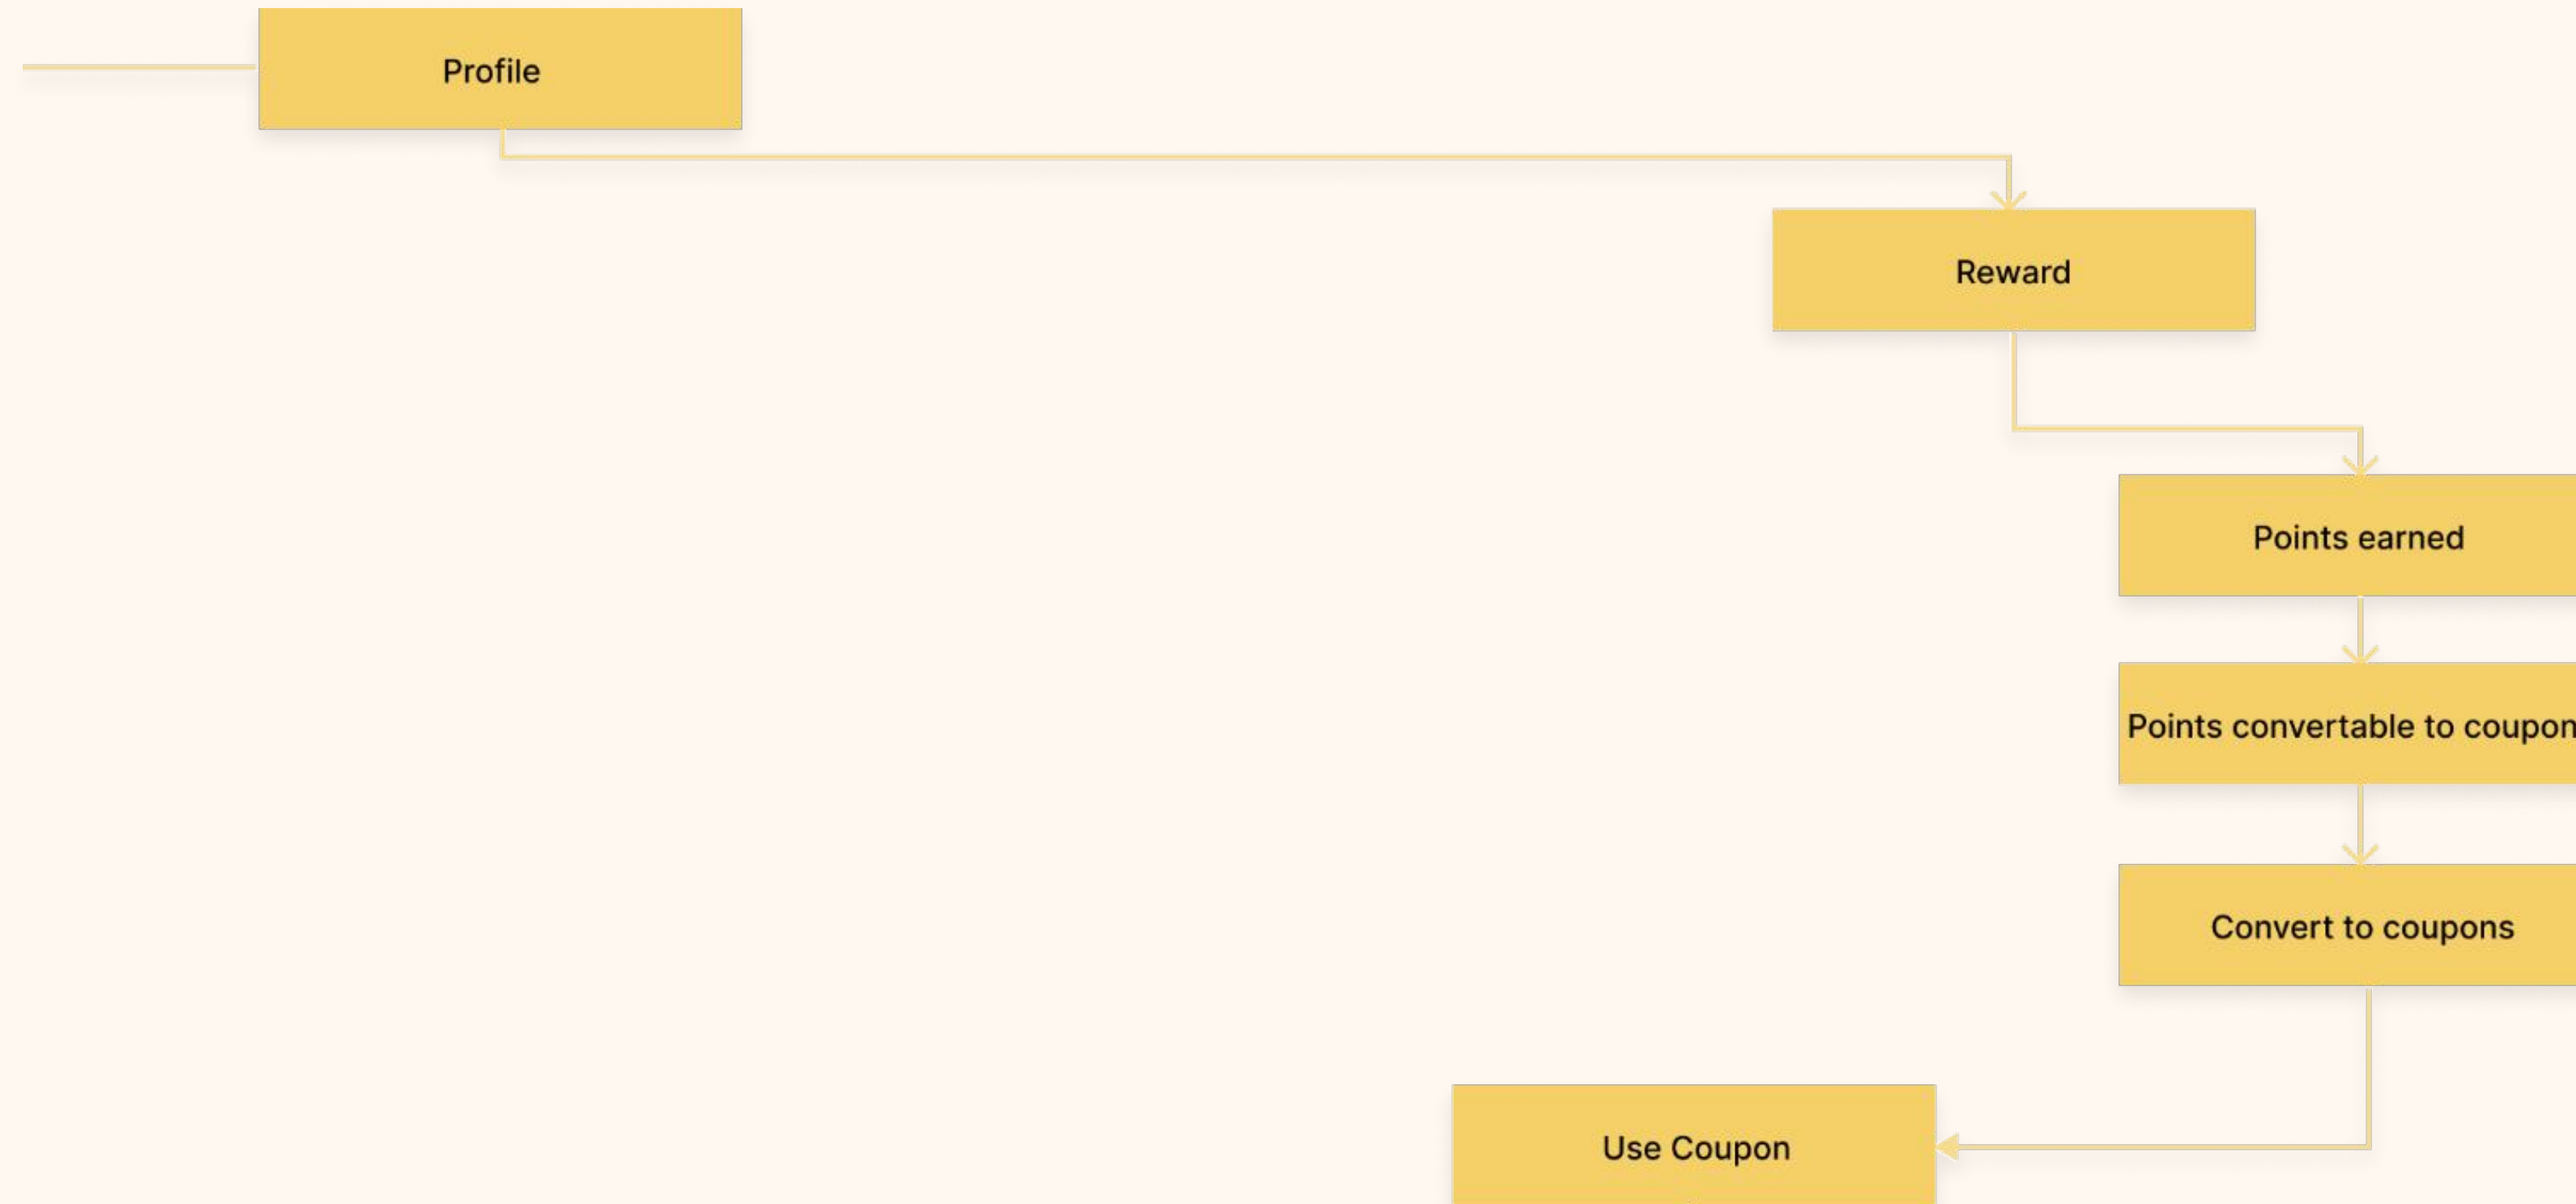 Profile
Reward
Points earned
Points convertable to coupon
Convert to coupons
Use Coupon